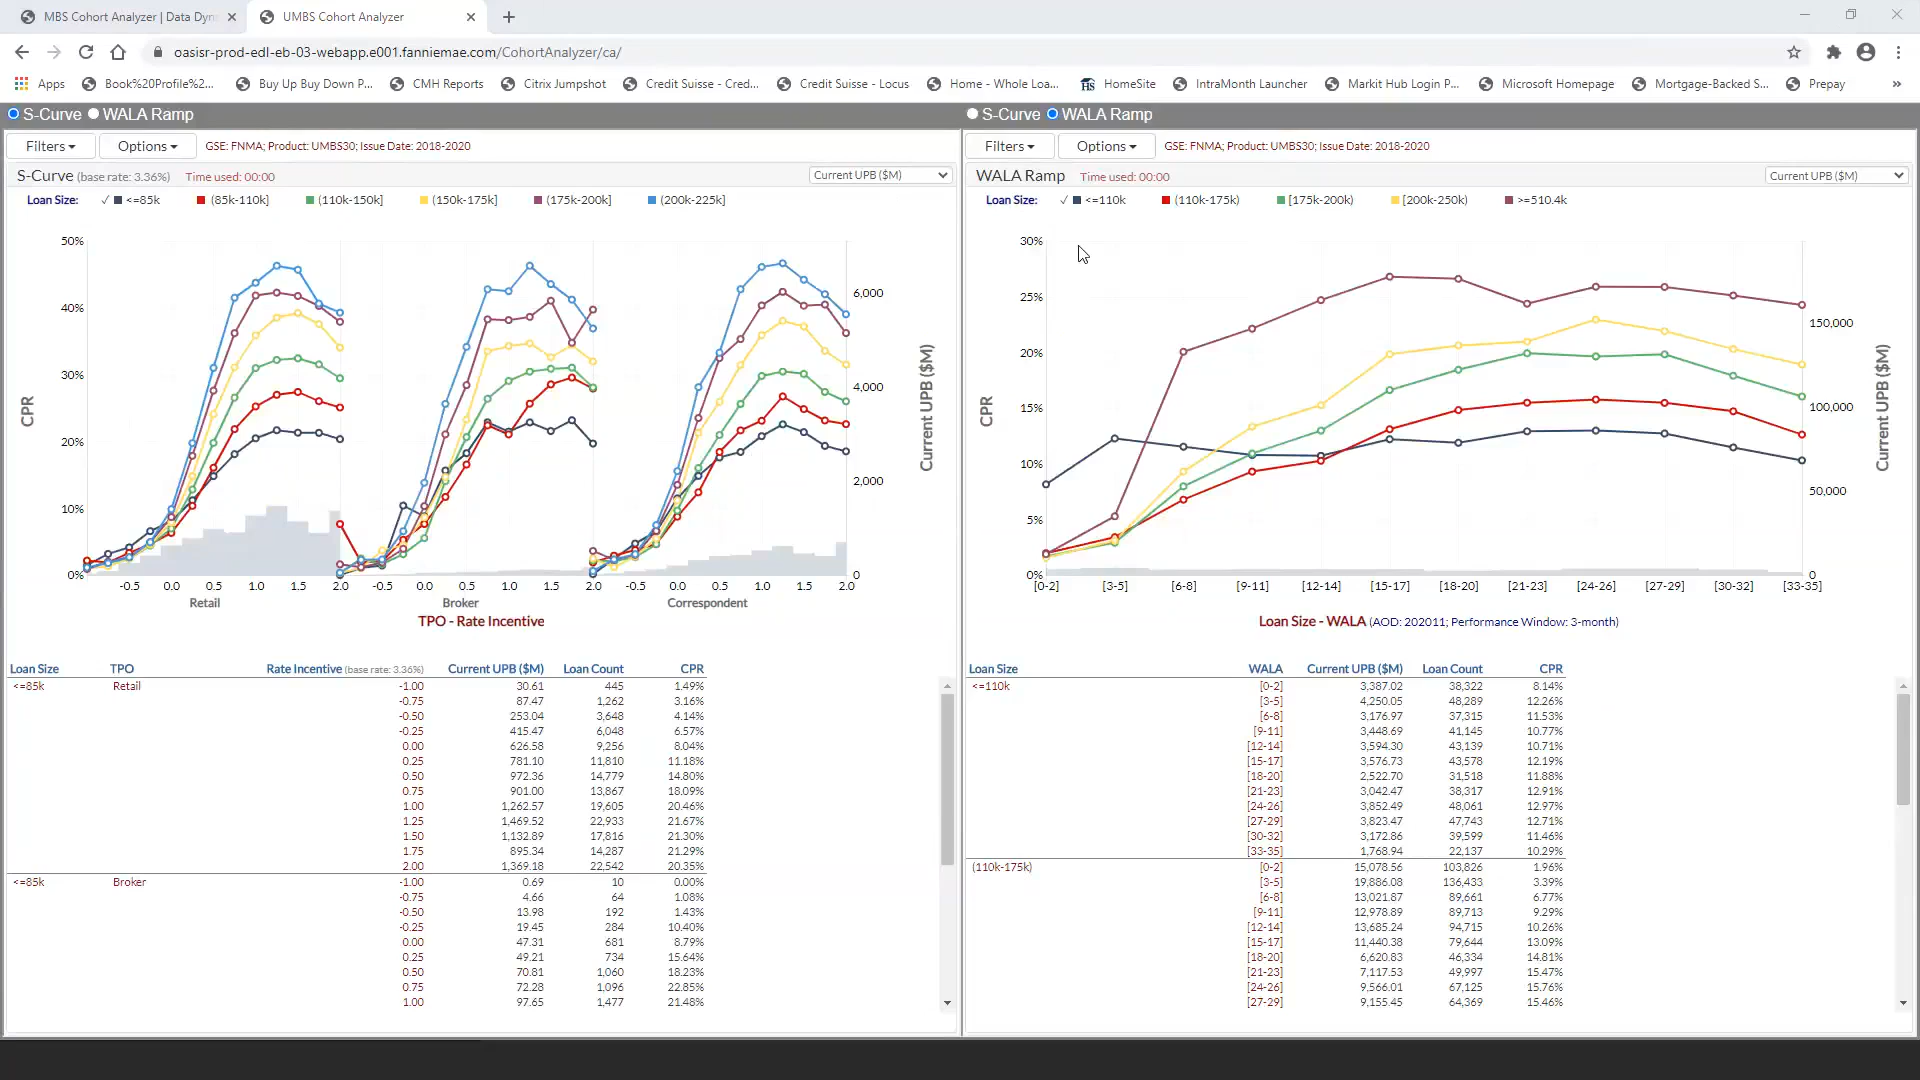 MBS Cohort Analyzer | Data Dyn
UMBS Cohort Analyzer
oasisr-prod-edl-eb-03-webapp.e001.fanniemae.com/CohortAnalyzer/ca/
Apps Book%20Profile%2... Buy Up Buy Down P... CMH Reports Citrix Jumpshot Credit Suisse - Cred... Credit Suisse - Locus Home - Whole Loa... HomeSite IntraMonth Launcher Markit Hub Login P... Microsoft Homepage Mortgage-Backed S... Prepay »
S-Curve WALA Ramp
Filters Options GSE: FNMA; Product: UMBS30; Issue Date: 2018-2020
S-Curve (base rate: 3.36%) Time used: 00:00 Current UPB ($M)
Loan Size: ✓ <=85k (85k-110k] (110k-150k] (150k-175k] (175k-200k] (200k-225k]
50%
40%
30%
20%
10%
0%
CPR
6,000
4,000
2,000
0
Current UPB ($M)
-0.5 0.0 0.5 1.0 1.5 2.0 -0.5 0.0 0.5 1.0 1.5 2.0 -0.5 0.0 0.5 1.0 1.5 2.0
Retail Broker Correspondent
TPO - Rate Incentive
Loan Size TPO Rate Incentive (base rate: 3.36%) Current UPB ($M) Loan Count CPR
<=85k Retail -1.00 30.61 445 1.49%
-0.75 87.47 1,262 3.16%
-0.50 253.04 3,648 4.14%
-0.25 415.47 6,048 6.57%
0.00 626.58 9,256 8.04%
0.25 781.10 11,810 11.18%
0.50 972.36 14,779 14.80%
0.75 901.00 13,867 18.09%
1.00 1,262.57 19,605 20.46%
1.25 1,469.52 22,933 21.67%
1.50 1,132.89 17,816 21.30%
1.75 895.34 14,287 21.29%
2.00 1,369.18 22,542 20.35%
<=85k Broker -1.00 0.69 10 0.00%
-0.75 4.66 64 1.08%
-0.50 13.98 192 1.43%
-0.25 19.45 284 10.40%
0.00 47.31 681 8.79%
0.25 49.21 734 15.64%
0.50 70.81 1,060 18.23%
0.75 72.28 1,096 22.85%
1.00 97.65 1,477 21.48%
S-Curve WALA Ramp
Filters Options GSE: FNMA; Product: UMBS30; Issue Date: 2018-2020
WALA Ramp Time used: 00:00 Current UPB ($M)
Loan Size: ✓ <=110k (110k-175k) [175k-200k) [200k-250k) >=510.4k
30%
25%
20%
15%
10%
5%
0%
CPR
150,000
100,000
50,000
0
Current UPB ($M)
[0-2] [3-5] [6-8] [9-11] [12-14] [15-17] [18-20] [21-23] [24-26] [27-29] [30-32] [33-35]
Loan Size - WALA (AOD: 202011; Performance Window: 3-month)
Loan Size WALA Current UPB ($M) Loan Count CPR
<=110k [0-2] 3,387.02 38,322 8.14%
[3-5] 4,250.05 48,289 12.26%
[6-8] 3,176.97 37,315 11.53%
[9-11] 3,448.69 41,145 10.77%
[12-14] 3,594.30 43,139 10.71%
[15-17] 3,576.73 43,578 12.19%
[18-20] 2,522.70 31,518 11.88%
[21-23] 3,042.47 38,317 12.91%
[24-26] 3,852.49 48,061 12.97%
[27-29] 3,823.47 47,743 12.71%
[30-32] 3,172.86 39,599 11.46%
[33-35] 1,768.94 22,137 10.29%
(110k-175k) [0-2] 15,078.56 103,826 1.96%
[3-5] 19,886.08 136,433 3.39%
[6-8] 13,021.87 89,661 6.77%
[9-11] 12,978.89 89,713 9.29%
[12-14] 13,685.24 94,715 10.26%
[15-17] 11,440.38 79,644 13.09%
[18-20] 6,620.83 46,334 14.81%
[21-23] 7,117.53 49,997 15.47%
[24-26] 9,566.01 67,125 15.76%
[27-29] 9,155.45 64,369 15.46%